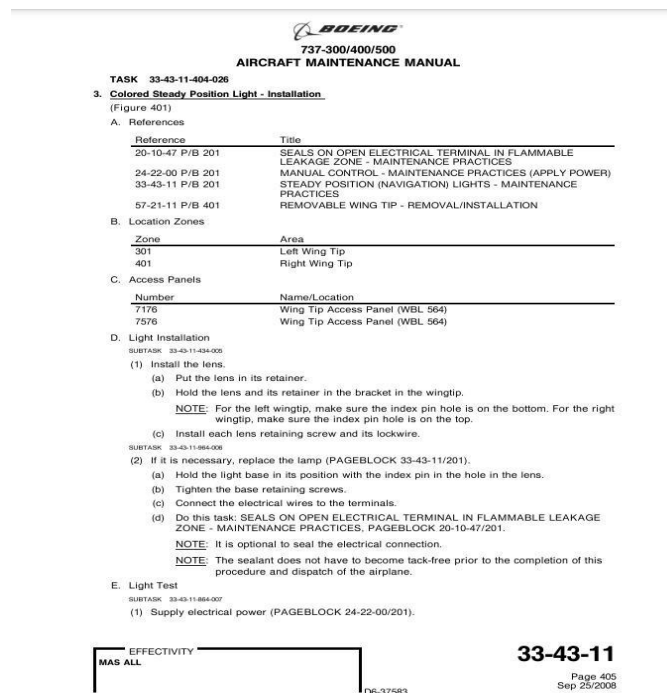 BOEING
737-300/400/500
AIRCRAFT MAINTENANCE MANUAL
TASK 33-43-11-404-026
3. Colored Steady Position Light - Installation
(Figure 401)
A. References
Reference Title
20-10-47 P/B 201 SEALS ON OPEN ELECTRICAL TERMINAL IN FLAMMABLE
LEAKAGE ZONE - MAINTENANCE PRACTICES
24-22-00 P/B 201 MANUAL CONTROL - MAINTENANCE PRACTICES (APPLY POWER)
33-43-11 P/B 201 STEADY POSITION (NAVIGATION) LIGHTS - MAINTENANCE
PRACTICES
57-21-11 P/B 401 REMOVABLE WING TIP - REMOVAL/INSTALLATION
B. Location Zones
Zone Area
301 Left Wing Tip
401 Right Wing Tip
C. Access Panels
Number Name/Location
7176 Wing Tip Access Panel (WBL 564)
7576 Wing Tip Access Panel (WBL 564)
D. Light Installation
SUBTASK 33-43-11-434-005
(1) Install the lens.
(a) Put the lens in its retainer.
(b) Hold the lens and its retainer in the bracket in the wingtip.
NOTE: For the left wingtip, make sure the index pin hole is on the bottom. For the right
wingtip, make sure the index pin hole is on the top.
(c) Install each lens retaining screw and its lockwire.
SUBTASK 33-43-11-964-006
(2) If it is necessary, replace the lamp (PAGEBLOCK 33-43-11/201).
(a) Hold the light base in its position with the index pin in the hole in the lens.
(b) Tighten the base retaining screws.
(c) Connect the electrical wires to the terminals.
(d) Do this task: SEALS ON OPEN ELECTRICAL TERMINAL IN FLAMMABLE LEAKAGE
ZONE - MAINTENANCE PRACTICES, PAGEBLOCK 20-10-47/201.
NOTE: It is optional to seal the electrical connection.
NOTE: The sealant does not have to become tack-free prior to the completion of this
procedure and dispatch of the airplane.
E. Light Test
SUBTASK 33-43-11-864-007
(1) Supply electrical power (PAGEBLOCK 24-22-00/201).
EFFECTIVITY
MAS ALL
33-43-11
Page 405
Sep 25/2008
D6-37583